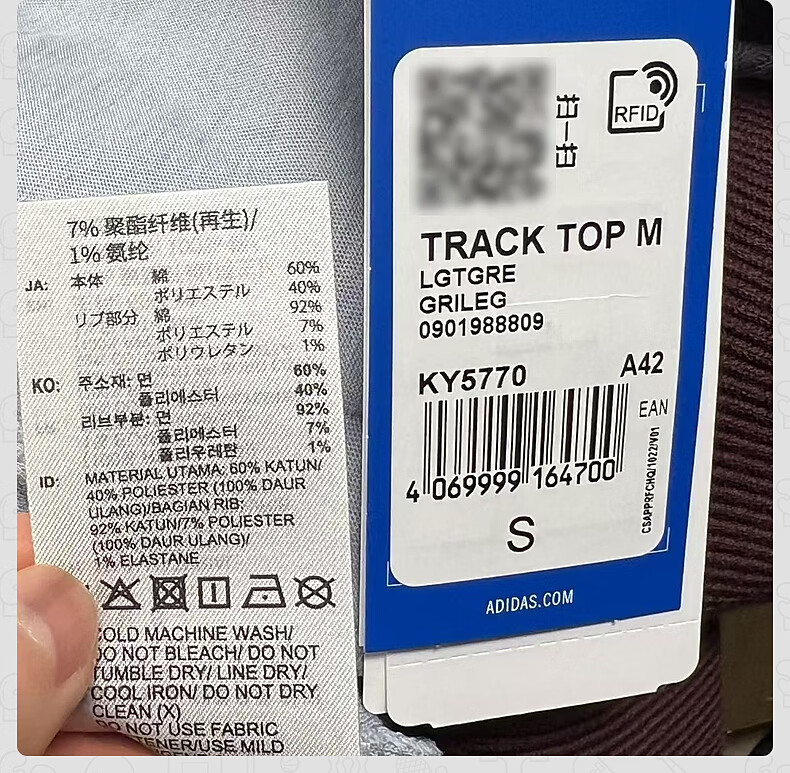 7% 聚酯纤维(再生)/
1% 氨纶
JA: 本体 綿 60%
ポリエステル 40%
リブ部分 綿 92%
ポリエステル 7%
ポリウレタン 1%
KO: 주소재: 면 60%
폴리에스터 40%
리브부분: 면 92%
폴리에스터 7%
폴리우레탄 1%
ID: MATERIAL UTAMA: 60% KATUN/
40% POLIESTER (100% DAUR
ULANG)/BAGIAN RIB:
92% KATUN/7% POLIESTER
(100% DAUR ULANG)/
1% ELASTANE
COLD MACHINE WASH/
DO NOT BLEACH/ DO NOT
TUMBLE DRY/ LINE DRY/
COOL IRON/ DO NOT DRY
CLEAN (X)
DO NOT USE FABRIC
/USE MILD
RFID
TRACK TOP M
LGTGRE
GRILEG
0901988809
KY5770 A42
EAN
4 069999 164700
CSAPPRFCHQ/1022/V01
S
ADIDAS.COM